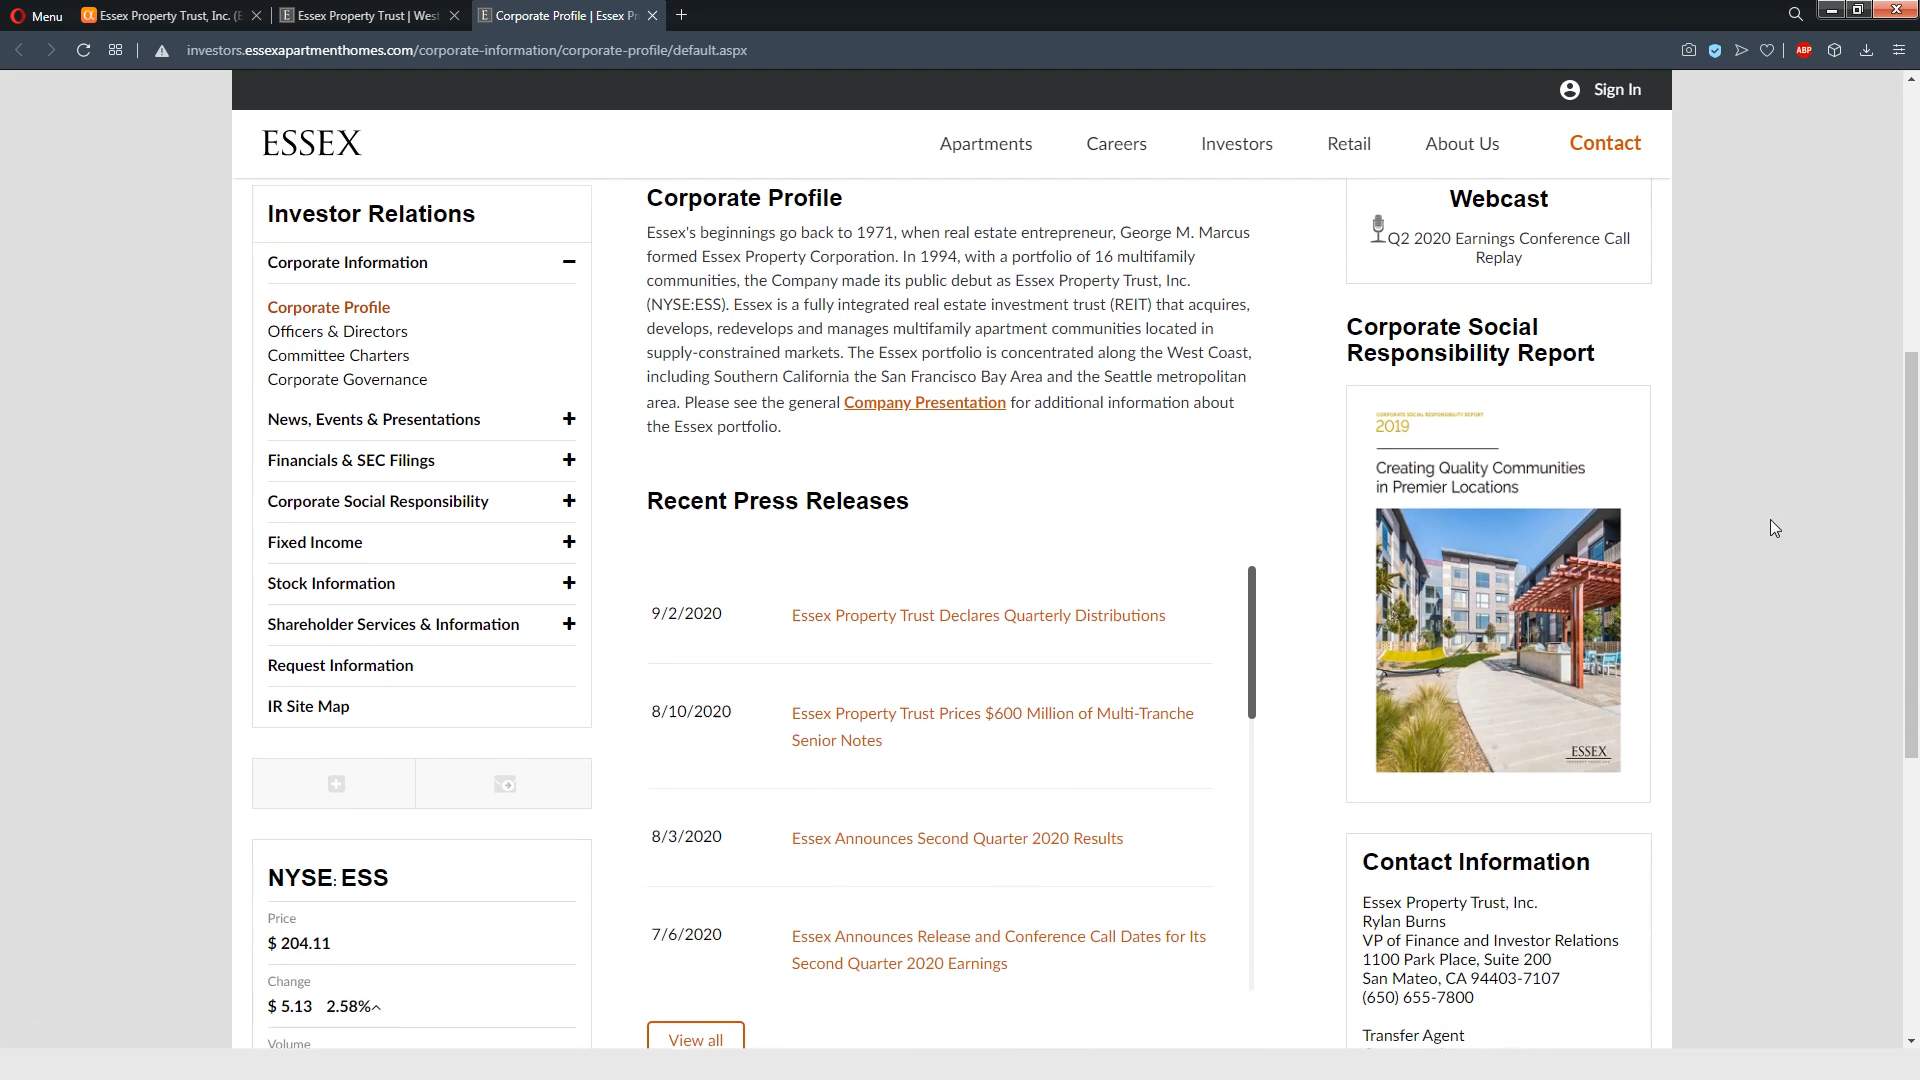 Menu
Essex Property Trust, Inc. (E
Essex Property Trust | West
Corporate Profile | Essex Pr
investors.essexapartmenthomes.com/corporate-information/corporate-profile/default.aspx
ABP
Sign In
ESSEX
Apartments
Careers
Investors
Retail
About Us
Contact
Investor Relations
Corporate Information
Corporate Profile
Officers & Directors
Committee Charters
Corporate Governance
News, Events & Presentations
Financials & SEC Filings
Corporate Social Responsibility
Fixed Income
Stock Information
Shareholder Services & Information
Request Information
IR Site Map
NYSE: ESS
Price
$ 204.11
Change
$ 5.13 2.58%
Volume
Corporate Profile
Essex's beginnings go back to 1971, when real estate entrepreneur, George M. Marcus
formed Essex Property Corporation. In 1994, with a portfolio of 16 multifamily
communities, the Company made its public debut as Essex Property Trust, Inc.
(NYSE:ESS). Essex is a fully integrated real estate investment trust (REIT) that acquires,
develops, redevelops and manages multifamily apartment communities located in
supply-constrained markets. The Essex portfolio is concentrated along the West Coast,
including Southern California the San Francisco Bay Area and the Seattle metropolitan
area. Please see the general Company Presentation for additional information about
the Essex portfolio.
Recent Press Releases
9/2/2020 Essex Property Trust Declares Quarterly Distributions
8/10/2020 Essex Property Trust Prices $600 Million of Multi-Tranche
Senior Notes
8/3/2020 Essex Announces Second Quarter 2020 Results
7/6/2020 Essex Announces Release and Conference Call Dates for Its
Second Quarter 2020 Earnings
View all
Webcast
Q2 2020 Earnings Conference Call
Replay
Corporate Social
Responsibility Report
CORPORATE SOCIAL RESPONSIBILITY REPORT
2019
Creating Quality Communities
in Premier Locations
ESSEX
Contact Information
Essex Property Trust, Inc.
Rylan Burns
VP of Finance and Investor Relations
1100 Park Place, Suite 200
San Mateo, CA 94403-7107
(650) 655-7800
Transfer Agent